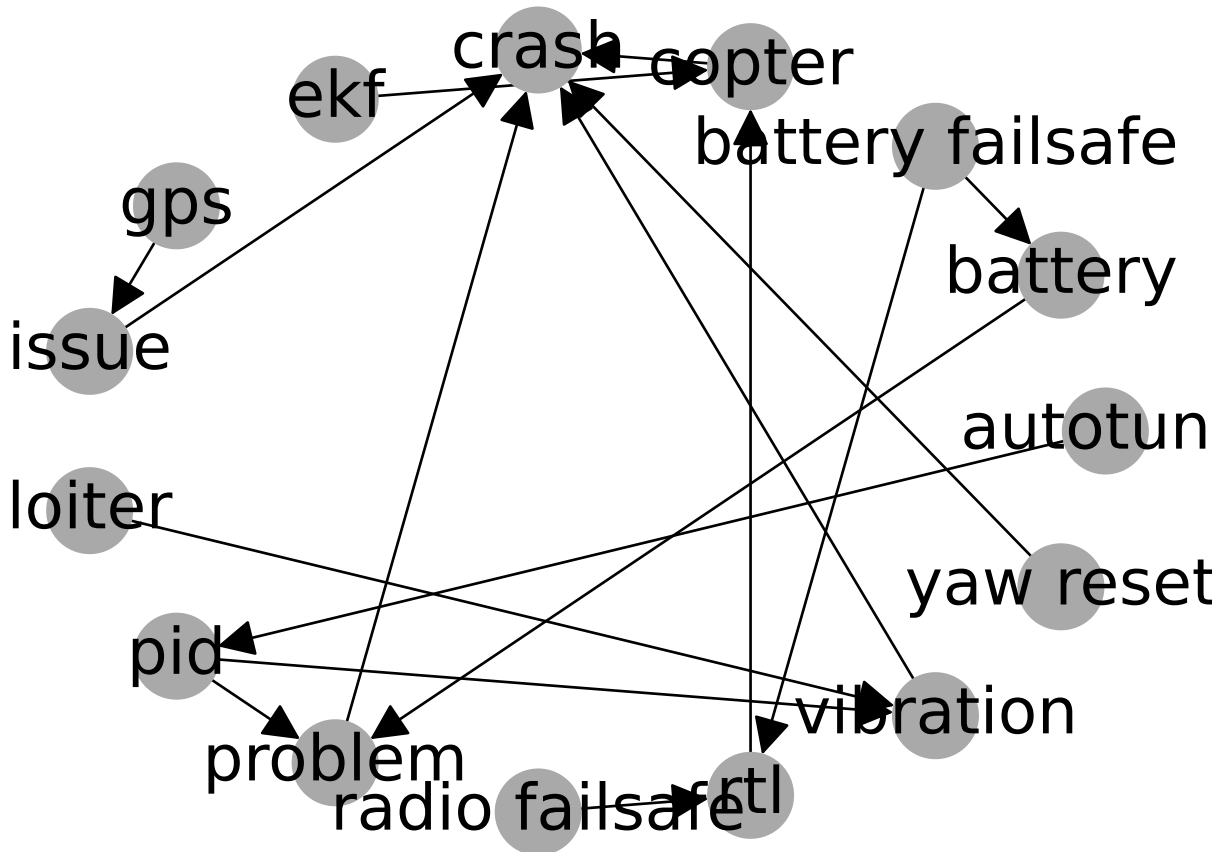 crash
copter
ekf
battery failsafe
gps
battery
issue
autotun
loiter
yaw reset
pid
vibration
problem
rtl
radio failsafe